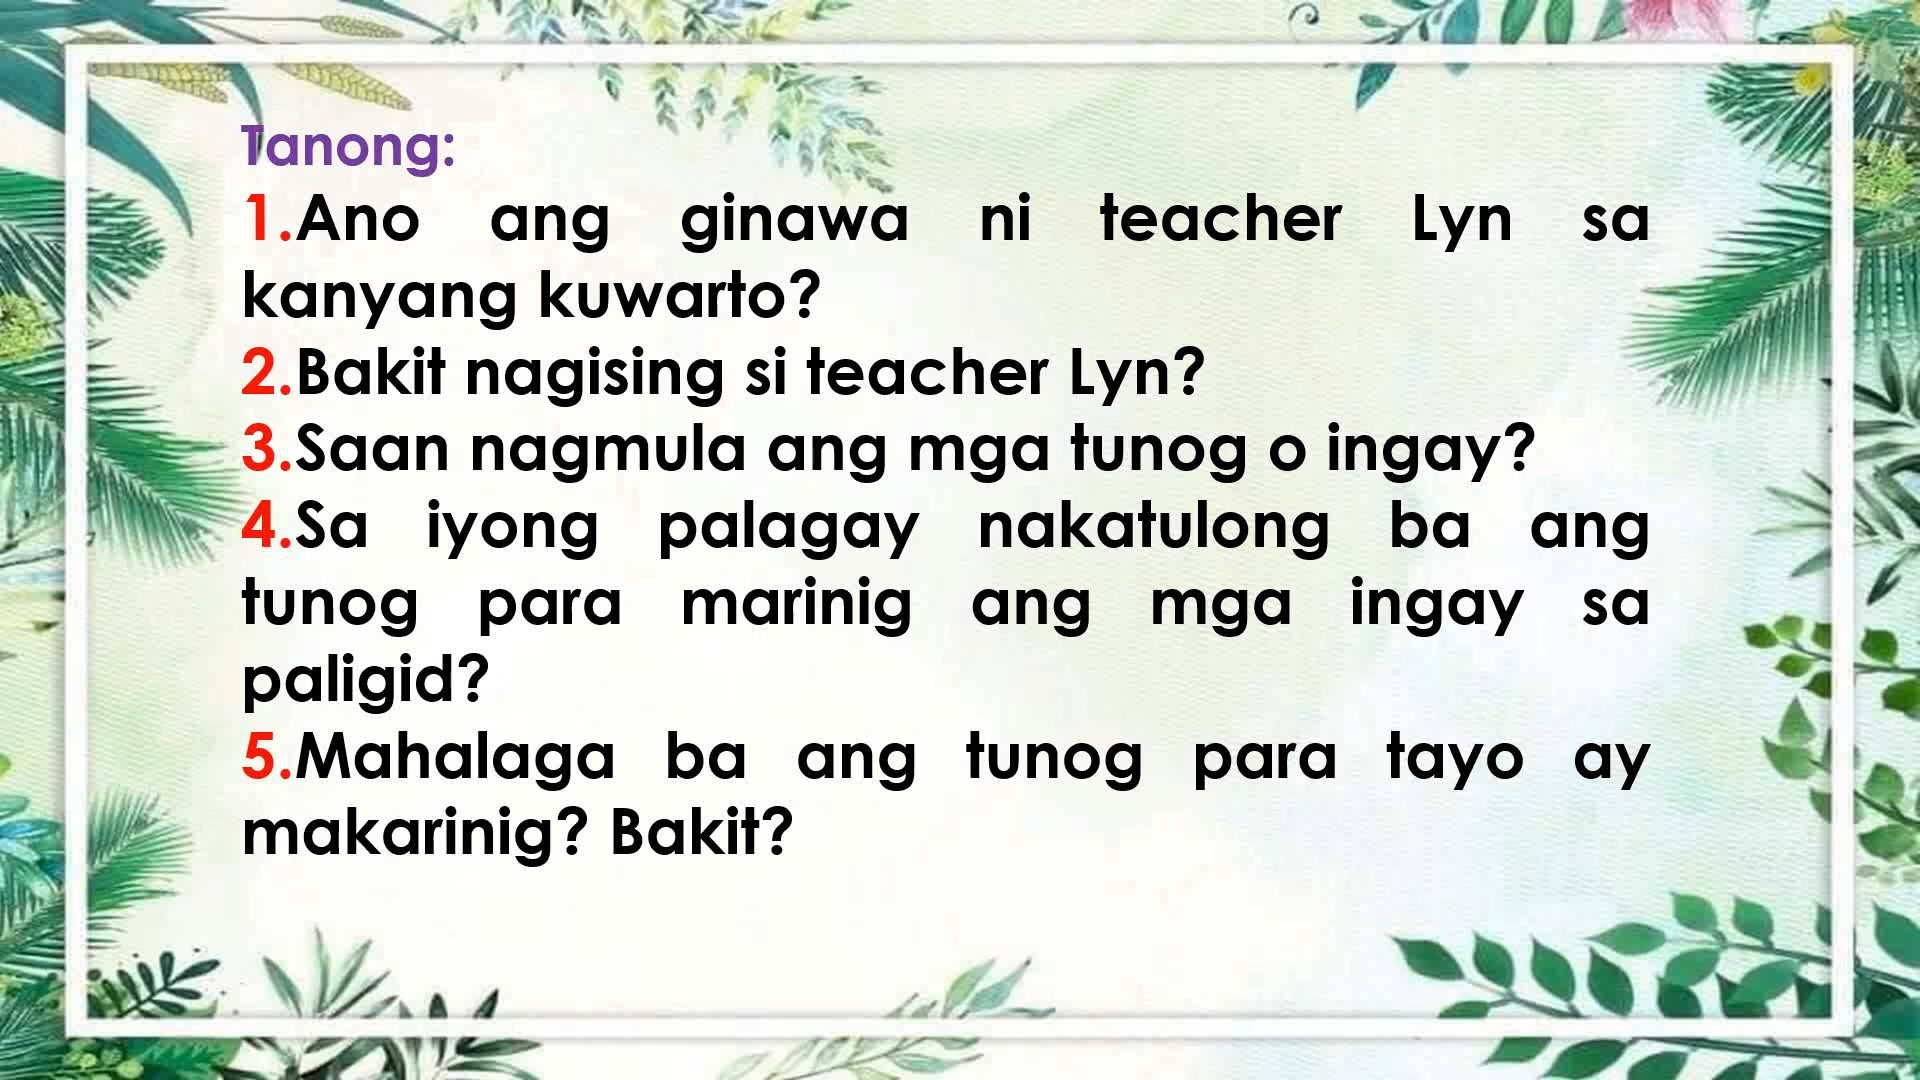 Tanong:
1.Ano ang ginawa ni teacher Lyn sa
kanyang kuwarto?
2.Bakit nagising si teacher Lyn?
3.Saan nagmula ang mga tunog o ingay?
4.Sa iyong palagay nakatulong ba ang
tunog para marinig ang mga ingay sa
paligid?
5.Mahalaga ba ang tunog para tayo ay
makarinig? Bakit?